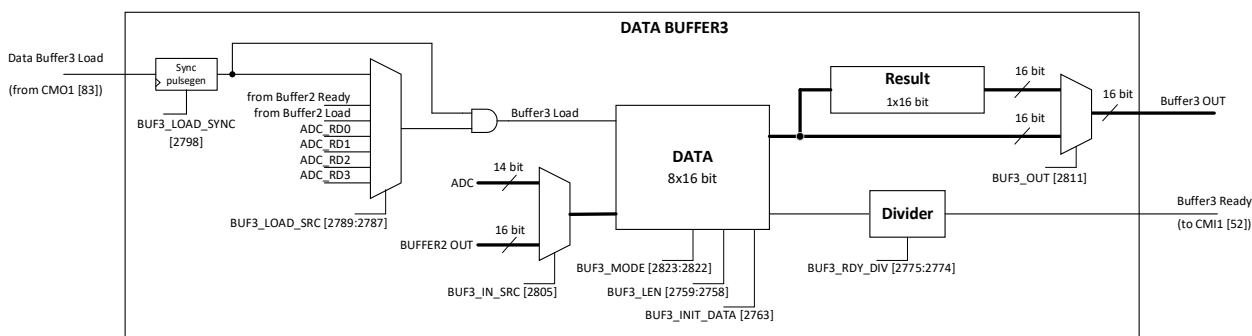 DATA BUFFER3
Data Buffer3 Load
(from CMO1 [83])
Sync
pulsegen
BUF3_LOAD_SYNC
[2798]
from Buffer2 Ready
from Buffer2 Load
ADC_RD0
ADC_RD1
ADC_RD2
ADC_RD3
BUF3_LOAD_SRC [2789:2787]
Buffer3 Load
ADC
14 bit
BUFFER2 OUT
16 bit
BUF3_IN_SRC [2805]
DATA
8x16 bit
BUF3_MODE [2823:2822]
BUF3_LEN [2759:2758]
BUF3_INIT_DATA [2763]
Result
1x16 bit
16 bit
16 bit
16 bit
Buffer3 OUT
BUF3_OUT [2811]
Divider
BUF3_RDY_DIV [2775:2774]
Buffer3 Ready
(to CMI1 [52])